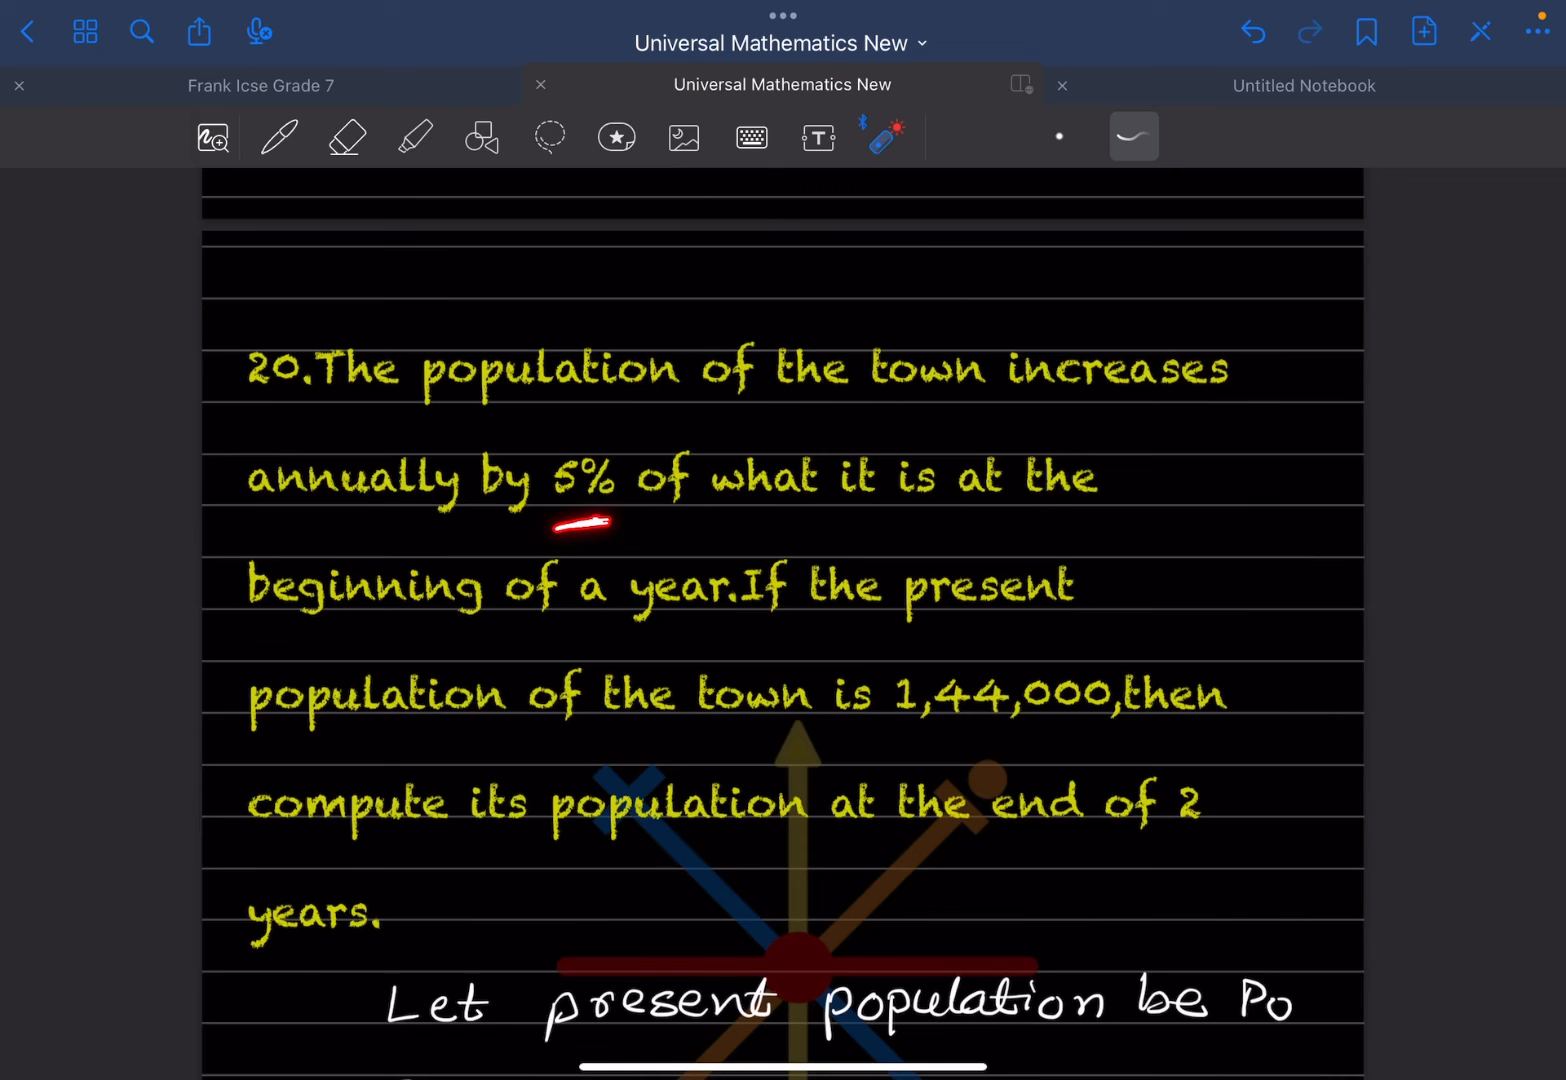 Universal Mathematics New
Frank Icse Grade 7
Universal Mathematics New
Untitled Notebook
T
20.The population of the town increases
annually by 5% of what it is at the
beginning of a year.If the present
population of the town is 1,44,000,then
compute its population at the end of 2
years.
Let present population be Po